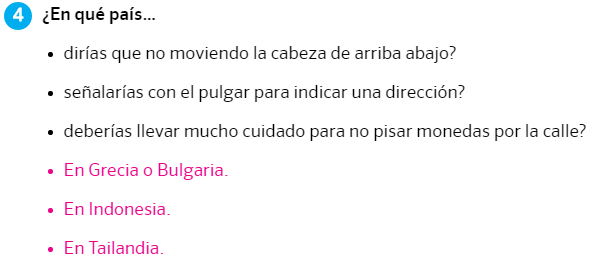 4 ¿En qué país...
• dirías que no moviendo la cabeza de arriba abajo?
• señalarías con el pulgar para indicar una dirección?
• deberías llevar mucho cuidado para no pisar monedas por la calle?
• En Grecia o Bulgaria.
• En Indonesia.
• En Tailandia.